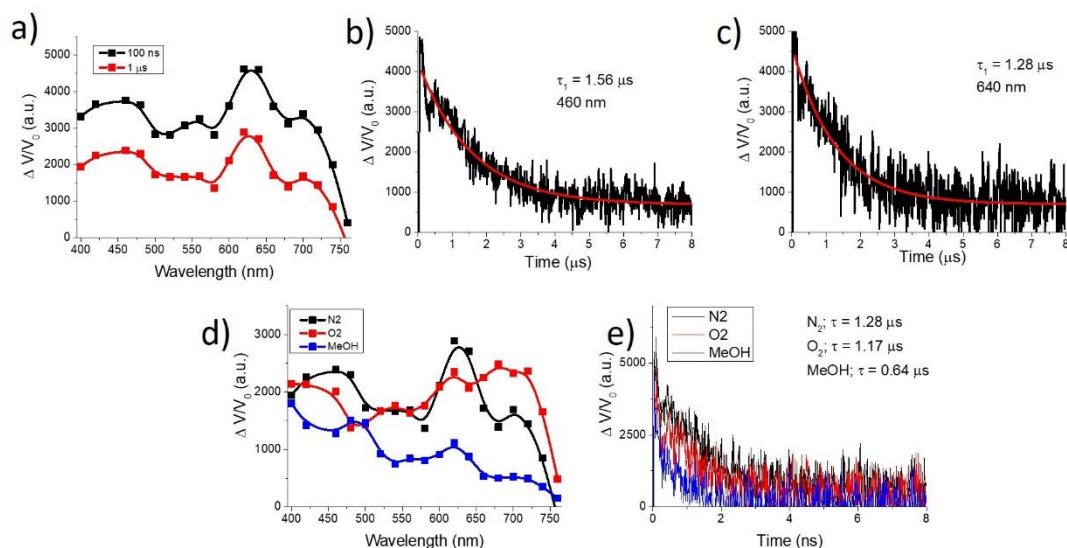 a)
100 ns
1 μs
5000
4000
3000
2000
1000
0
Δ V/V₀ (a.u.)
400 450 500 550 600 650 700 750
Wavelength (nm)
b)
τ₁ = 1.56 μs
460 nm
5000
4000
3000
2000
1000
0
Δ V/V₀ (a.u.)
0 1 2 3 4 5 6 7 8
Time (μs)
c)
τ₁ = 1.28 μs
640 nm
5000
4000
3000
2000
1000
0
Δ V/V₀ (a.u.)
0 1 2 3 4 5 6 7 8
Time (μs)
d)
N2
O2
MeOH
3000
2000
1000
0
Δ V/V₀ (a.u.)
400 450 500 550 600 650 700 750
Wavelength (nm)
e)
N2
O2
MeOH
N₂; τ = 1.28 μs
O₂; τ = 1.17 μs
MeOH; τ = 0.64 μs
5000
2500
0
Δ V/V₀ (a.u.)
0 2 4 6 8
Time (ns)